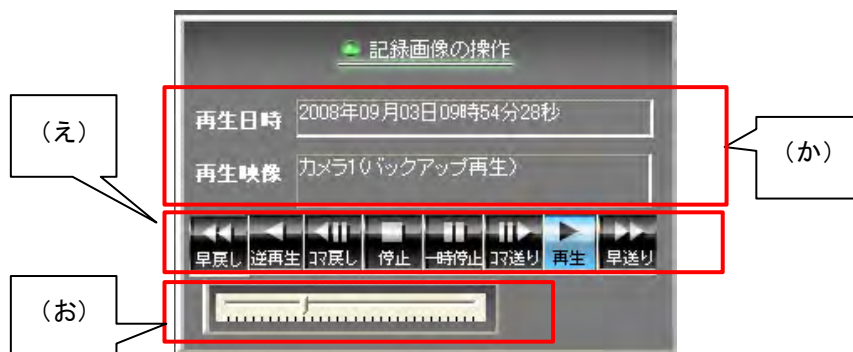 記録画像の操作
(え)
再生日時 2008年09月03日09時54分28秒
(か)
再生映像 カメラ1(バックアップ再生)
早戻し 逆再生 コマ戻し 停止 一時停止 コマ送り 再生 早送り
(お)